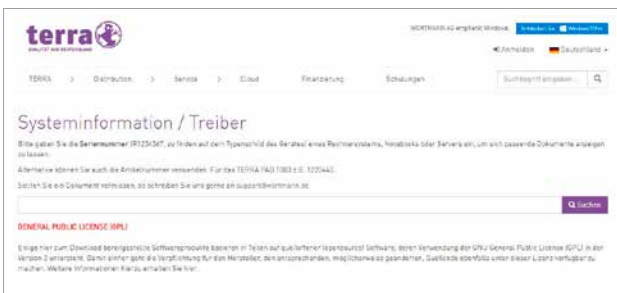 terra
WORTMANN AG empfiehlt Windows.
Anmelden Deutschland
TERRA > Distribution > Service > Cloud Finanzierung Schulungen Suchbegriff eingeben...
Systeminformation / Treiber
Bitte geben Sie die Seriennummer (R1234567, zu finden auf dem Typenschild des Gerätes) eines Rechnersystems, Notebooks oder Servers ein, um sich passende Dokumente anzeigen
zu lassen.
Alternative können Sie auch die Artikelnummer verwenden. Für das TERRA PAD 1003 z.B. 1220440.
Sollten Sie ein Dokument vermissen, so schreiben Sie uns gerne an support@wortmann.de
Suchen
GENERAL PUBLIC LICENSE (GPL)
Einige hier zum Download bereitgestellte Softwareprodukte basieren in Teilen auf quelloffener (opensource) Software, deren Verwendung der GNU General Public License (GPL) in der
Version 2 untersteht. Damit einher geht die Verpflichtung für den Hersteller, den ansprechenden, möglicherweise geänderten, Quellcode ebenfalls unter dieser Lizenz verfügbar zu
machen. Weitere Informationen hierzu erhalten Sie hier.